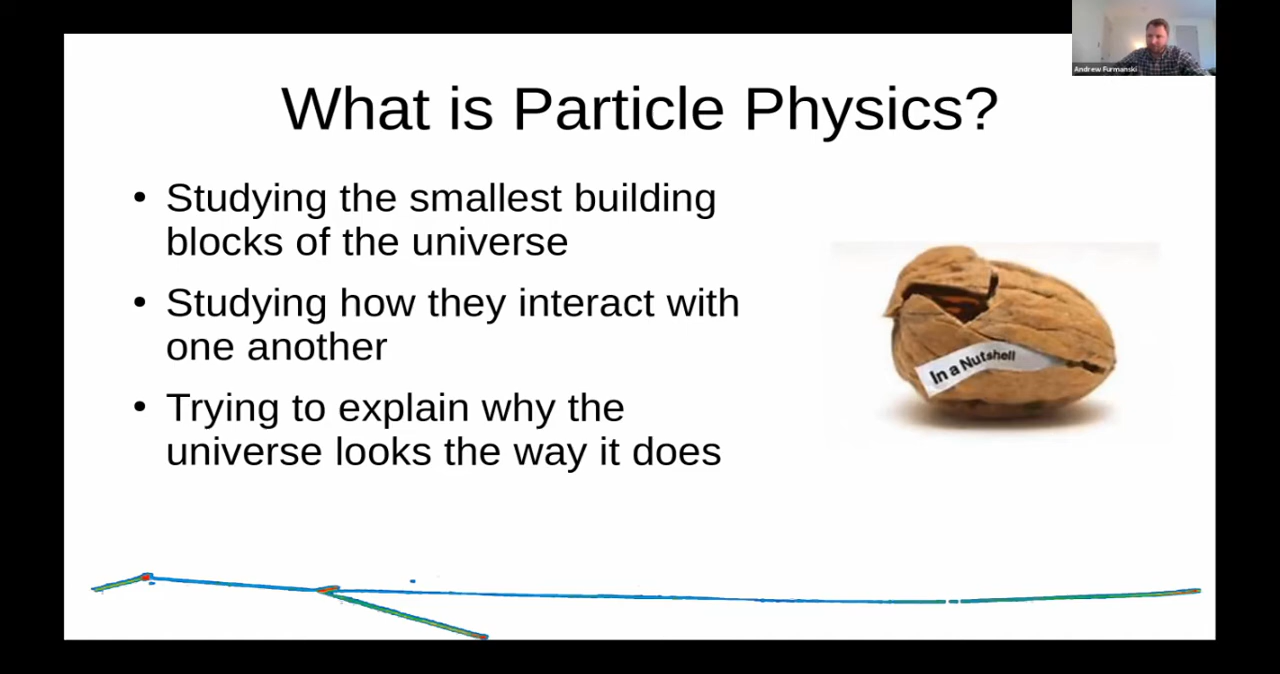 Andrew Furmanski
What is Particle Physics?
• Studying the smallest building
blocks of the universe
• Studying how they interact with
one another
• Trying to explain why the
universe looks the way it does
In a Nutshell